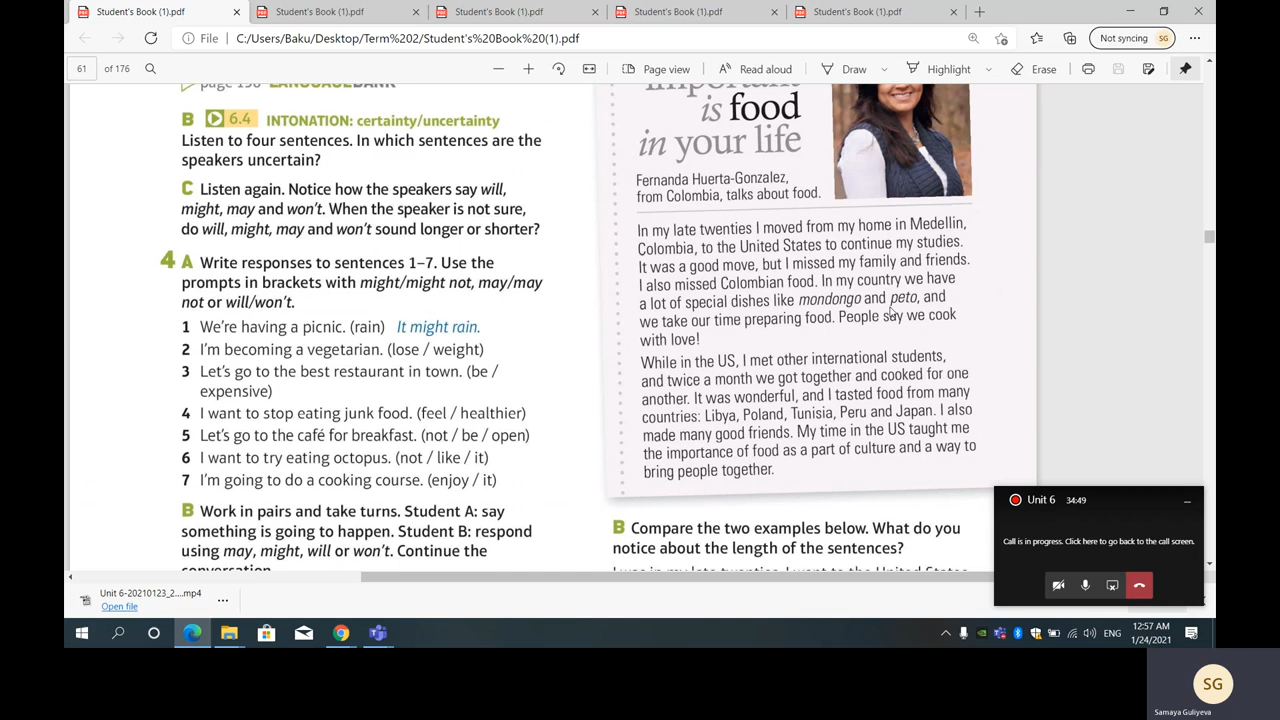 Student's Book (1).pdf
Student's Book (1).pdf
Student's Book (1).pdf
Student's Book (1).pdf
Student's Book (1).pdf
File C:/Users/Baku/Desktop/Term%202/Student's%20Book%20(1).pdf
Not syncing SG
61 of 176
Page view
Read aloud
Draw
Highlight
Erase
LANGUAGEBANK
B 6.4 INTONATION: certainty/uncertainty
Listen to four sentences. In which sentences are the
speakers uncertain?
C Listen again. Notice how the speakers say will,
might, may and won't. When the speaker is not sure,
do will, might, may and won't sound longer or shorter?
4 A Write responses to sentences 1–7. Use the
prompts in brackets with might/might not, may/may
not or will/won't.
1 We're having a picnic. (rain) It might rain.
2 I'm becoming a vegetarian. (lose / weight)
3 Let's go to the best restaurant in town. (be /
expensive)
4 I want to stop eating junk food. (feel / healthier)
5 Let's go to the café for breakfast. (not / be / open)
6 I want to try eating octopus. (not / like / it)
7 I'm going to do a cooking course. (enjoy / it)
B Work in pairs and take turns. Student A: say
something is going to happen. Student B: respond
using may, might, will or won't. Continue the
conversation.
important
is food
in your life
Fernanda Huerta-Gonzalez,
from Colombia, talks about food.
In my late twenties I moved from my home in Medellin,
Colombia, to the United States to continue my studies.
It was a good move, but I missed my family and friends.
I also missed Colombian food. In my country we have
a lot of special dishes like mondongo and peto, and
we take our time preparing food. People say we cook
with love!
While in the US, I met other international students,
and twice a month we got together and cooked for one
another. It was wonderful, and I tasted food from many
countries: Libya, Poland, Tunisia, Peru and Japan. I also
made many good friends. My time in the US taught me
the importance of food as a part of culture and a way to
bring people together.
B Compare the two examples below. What do you
notice about the length of the sentences?
I was in my late twenties. I went to the United States
Unit 6 34:49
Call is in progress. Click here to go back to the call screen.
Unit 6-20210123_2....mp4
Open file
ENG
12:57 AM
1/24/2021
SG
Samaya Guliyeva